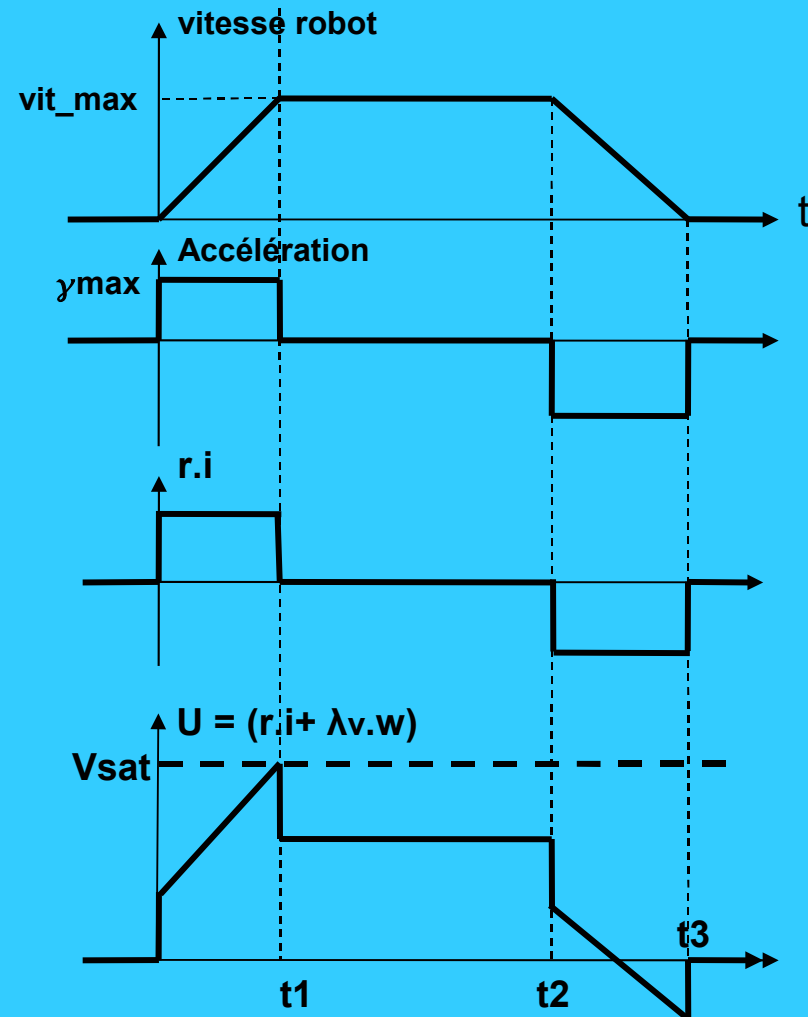 vitesse robot
vit_max
t
Accélération
γmax
r.i
U = (r.i+ λv.w)
Vsat
t3
t1
t2